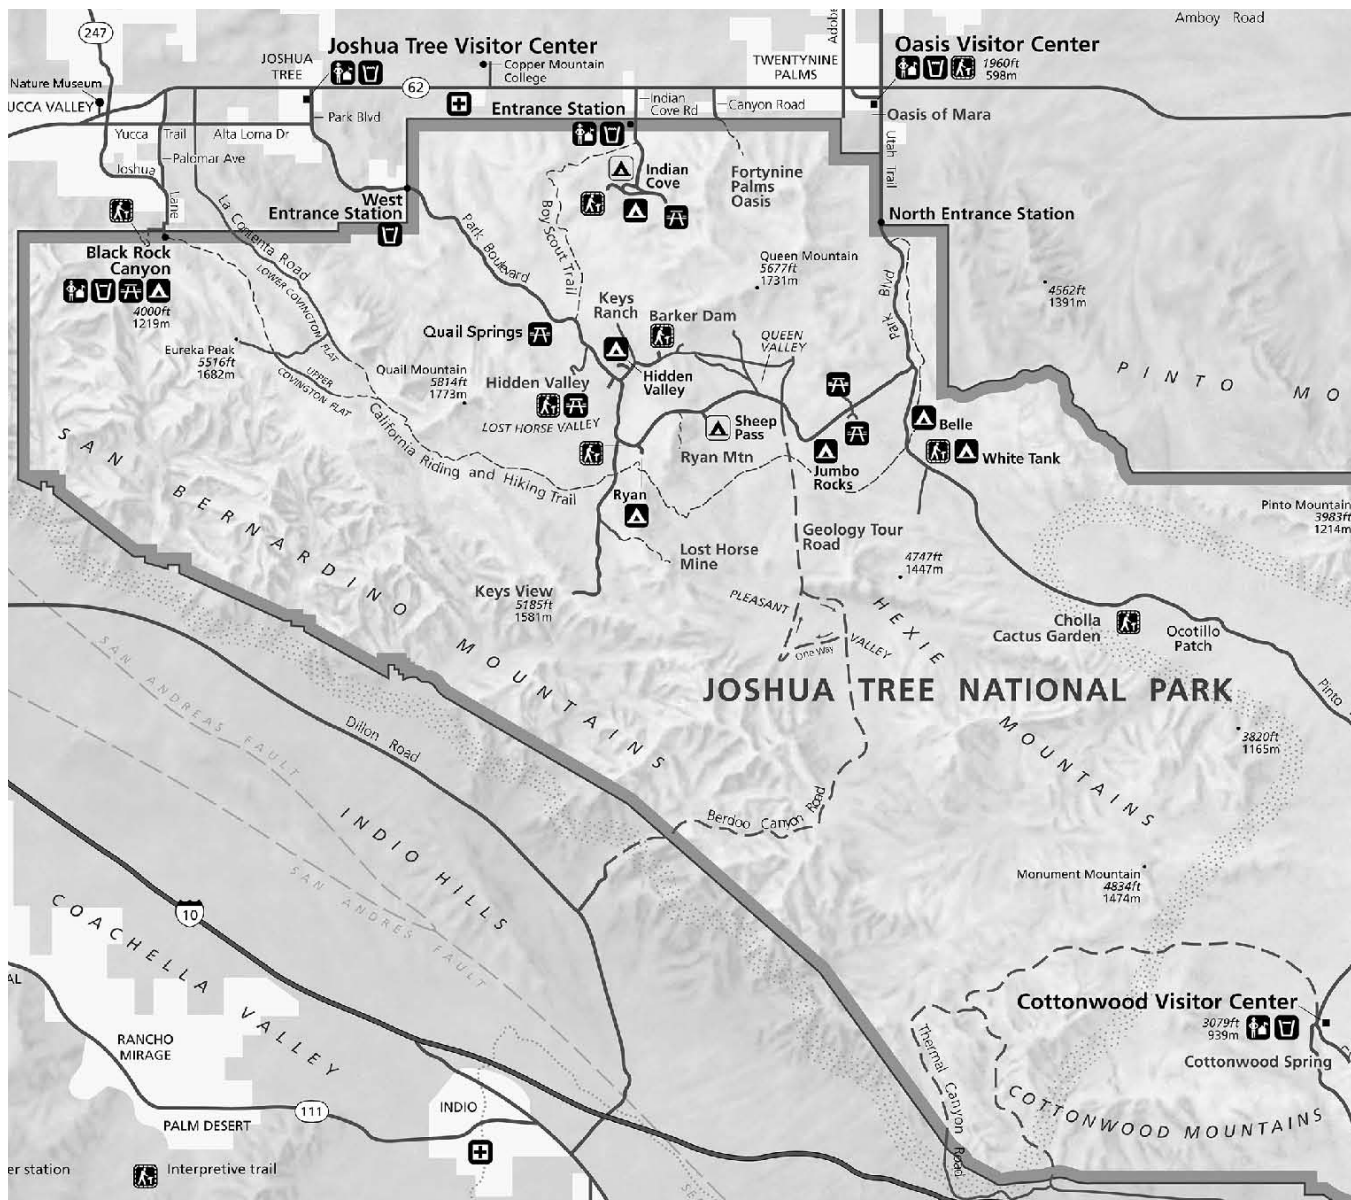 247
Amboy Road
Joshua Tree Visitor Center
Oasis Visitor Center
1960ft
598m
JOSHUA
TREE
Copper Mountain
College
TWENTYNINE
PALMS
Adobe
Nature Museum
UCCA VALLEY
62
Entrance Station
Indian
Cove Rd
Canyon Road
Oasis of Mara
Park Blvd
Yucca Trail
Alta Loma Dr
Palomar Ave
Joshua
Lane
La Contenta Road
Utah Trail
Indian
Cove
Fortynine
Palms
Oasis
West
Entrance Station
North Entrance Station
Boy Scout Trail
Park Boulevard
Black Rock
Canyon
4000ft
1219m
LOWER COVINGTON FLAT
Queen Mountain
5677ft
1731m
4562ft
1391m
Park Blvd
Keys
Ranch
Barker Dam
Quail Springs
QUEEN
VALLEY
Eureka Peak
5516ft
1682m
UPPER
COVINGTON FLAT
Quail Mountain
5814ft
1773m
Hidden Valley
Hidden
Valley
LOST HORSE VALLEY
PINTO MO
California Riding and Hiking Trail
Sheep
Pass
Ryan Mtn
Jumbo
Rocks
Belle
White Tank
SAN BERNARDINO MOUNTAINS
Ryan
Pinto Mountain
3983ft
1214m
Geology Tour
Road
Lost Horse
Mine
4747ft
1447m
Keys View
5185ft
1581m
PLEASANT
VALLEY
One Way
HEXIE
MOUNTAINS
Cholla
Cactus Garden
Ocotillo
Patch
Pinto
JOSHUA TREE NATIONAL PARK
SAN ANDREAS FAULT
Dillon Road
3820ft
1165m
Berdoo Canyon Road
INDIO HILLS
SAN ANDRES FAULT
Monument Mountain
4834ft
1474m
10
COACHELLA VALLEY
AL
Cottonwood Visitor Center
3079ft
939m
Cottonwood Spring
RANCHO
MIRAGE
Thermal Canyon Road
COTTONWOOD MOUNTAINS
111
INDIO
PALM DESERT
er station
Interpretive trail